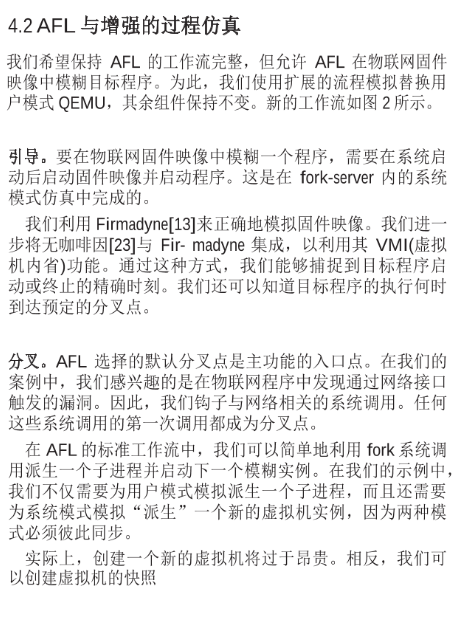 4.2 AFL 与增强的过程仿真
我们希望保持 AFL 的工作流完整，但允许 AFL 在物联网固件
映像中模糊目标程序。为此，我们使用扩展的流程模拟替换用
户模式 QEMU，其余组件保持不变。新的工作流如图 2 所示。
引导。要在物联网固件映像中模糊一个程序，需要在系统启
动后启动固件映像并启动程序。这是在 fork-server 内的系统
模式仿真中完成的。
我们利用 Firmadyne[13]来正确地模拟固件映像。我们进一
步将无咖啡因[23]与 Fir- madyne 集成，以利用其 VMI(虚拟
机内省)功能。通过这种方式，我们能够捕捉到目标程序启
动或终止的精确时刻。我们还可以知道目标程序的执行何时
到达预定的分叉点。
分叉。AFL 选择的默认分叉点是主功能的入口点。在我们的
案例中，我们感兴趣的是在物联网程序中发现通过网络接口
触发的漏洞。因此，我们钩子与网络相关的系统调用。任何
这些系统调用的第一次调用都成为分叉点。
在 AFL 的标准工作流中，我们可以简单地利用 fork 系统调
用派生一个子进程并启动下一个模糊实例。在我们的示例中，
我们不仅需要为用户模式模拟派生一个子进程，而且还需要
为系统模式模拟“派生”一个新的虚拟机实例，因为两种模
式必须彼此同步。
实际上，创建一个新的虚拟机将过于昂贵。相反，我们可
以创建虚拟机的快照